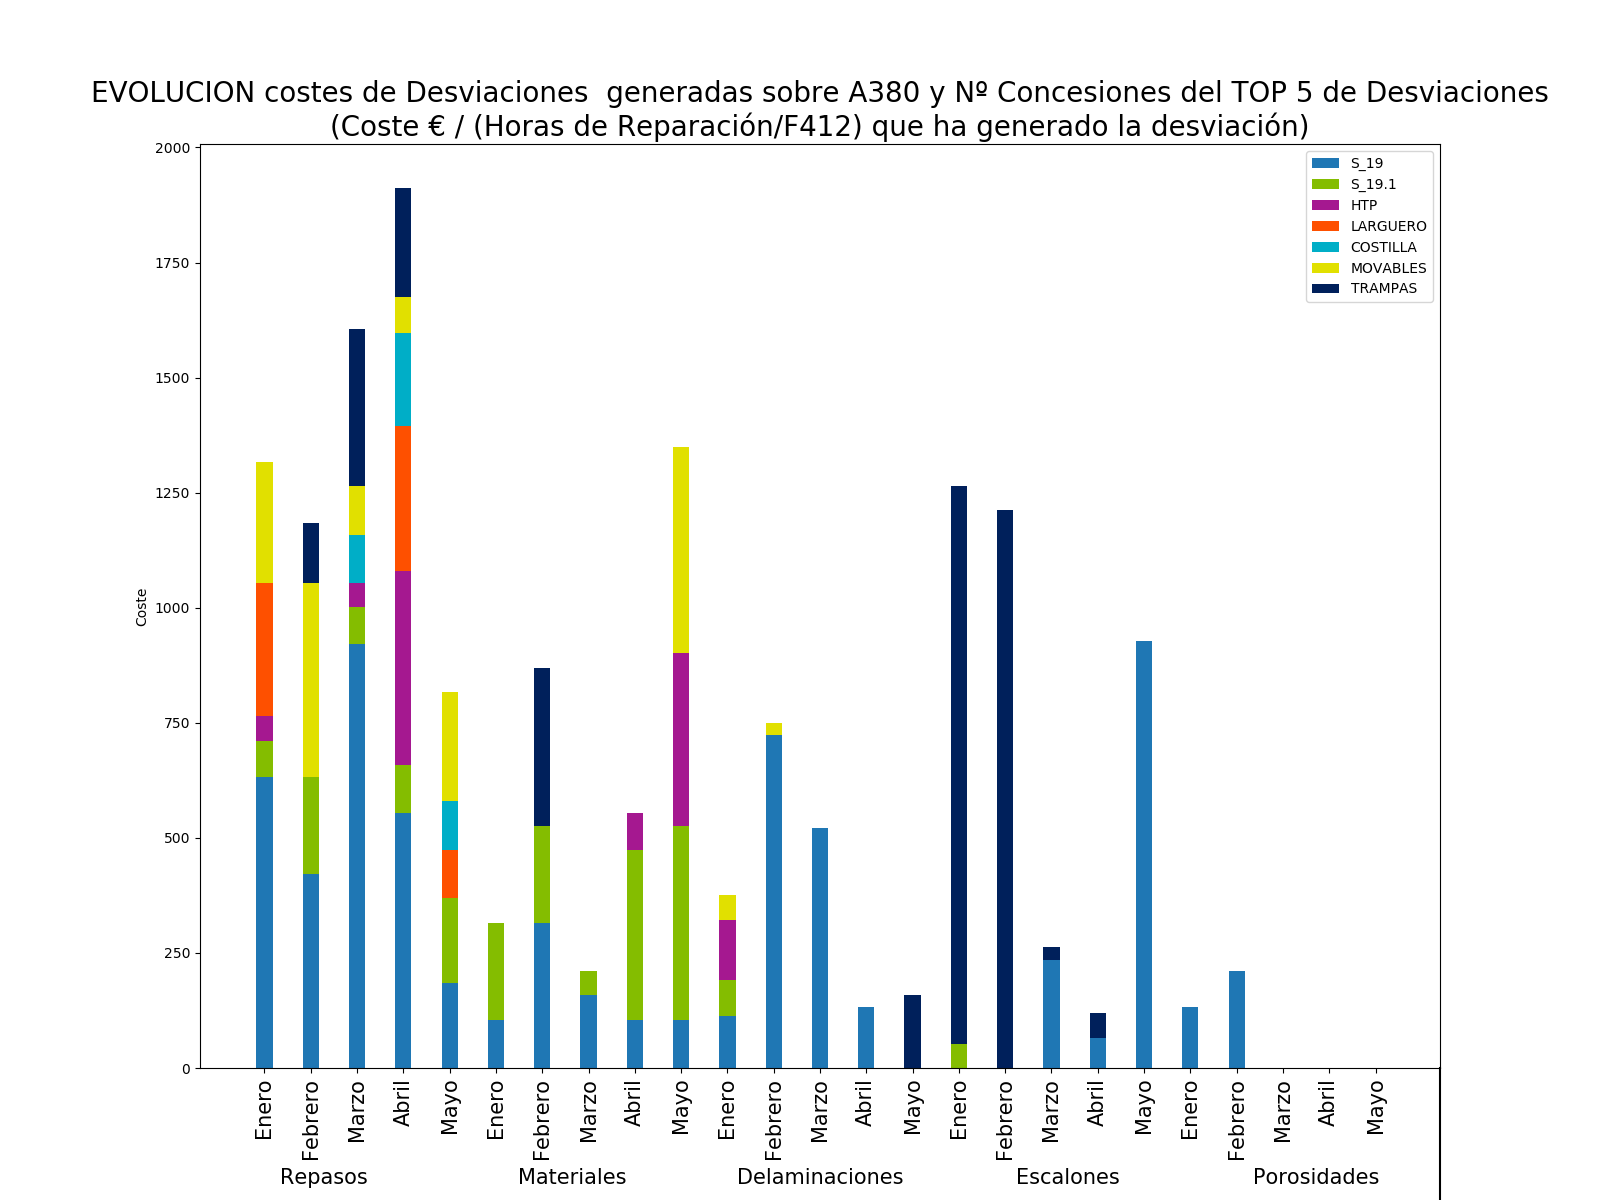 EVOLUCION costes de Desviaciones  generadas sobre A380 y Nº Concesiones del TOP 5 de Desviaciones
(Coste € / (Horas de Reparación/F412) que ha generado la desviación)
S_19
S_19.1
HTP
LARGUERO
COSTILLA
MOVABLES
TRAMPAS
2000
1750
1500
1250
1000
750
500
250
0
Coste
Enero
Febrero
Marzo
Abril
Mayo
Enero
Febrero
Marzo
Abril
Mayo
Enero
Febrero
Marzo
Abril
Mayo
Enero
Febrero
Marzo
Abril
Mayo
Enero
Febrero
Marzo
Abril
Mayo
Repasos
Materiales
Delaminaciones
Escalones
Porosidades